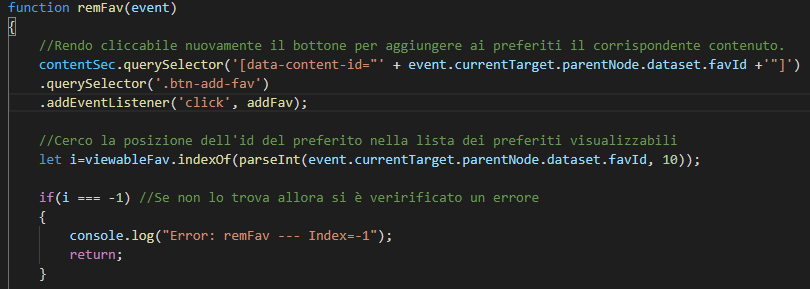 function remFav(event)
{
//Rendo cliccabile nuovamente il bottone per aggiungere ai preferiti il corrispondente contenuto.
contentSec.querySelector('[data-content-id="' + event.currentTarget.parentNode.dataset.favId +'"]')
.querySelector('.btn-add-fav')
.addEventListener('click', addFav);
//Cerco la posizione dell'id del preferito nella lista dei preferiti visualizzabili
let i=viewableFav.indexOf(parseInt(event.currentTarget.parentNode.dataset.favId, 10));
if(i === -1) //Se non lo trova allora si è veririficato un errore
{
console.log("Error: remFav --- Index=-1");
return;
}